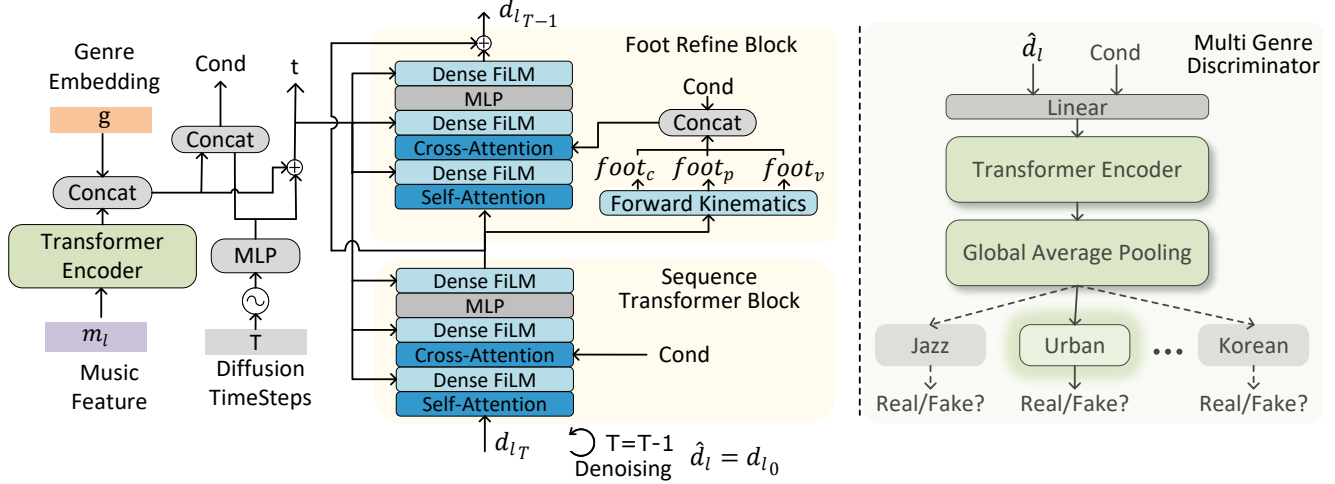 Genre
Embedding
g
Concat
Transformer
Encoder
m_l
Music
Feature
Cond
Concat
t
MLP
T
Diffusion
TimeSteps
d_{l_{T-1}}
Foot Refine Block
Dense FiLM
MLP
Dense FiLM
Cross-Attention
Dense FiLM
Self-Attention
Cond
Concat
foot_c foot_p foot_v
Forward Kinematics
Sequence
Transformer Block
Dense FiLM
MLP
Dense FiLM
Cross-Attention
Dense FiLM
Self-Attention
Cond
d_{l_T}
T=T-1
Denoising
d̂_l = d_{l_0}
Multi Genre
Discriminator
d̂_l Cond
Linear
Transformer Encoder
Global Average Pooling
Jazz Urban ... Korean
Real/Fake? Real/Fake? Real/Fake?